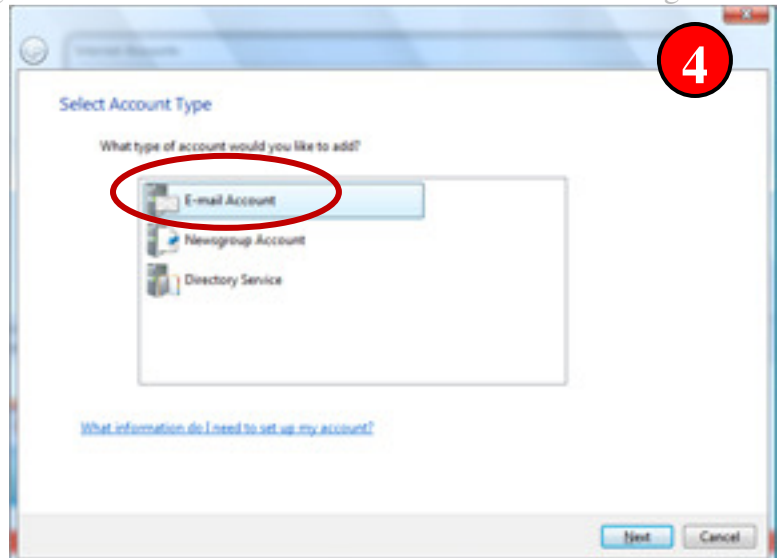 4
Select Account Type
What type of account would you like to add?
E-mail Account
Newsgroup Account
Directory Service
What information do I need to set up my account?
Next Cancel